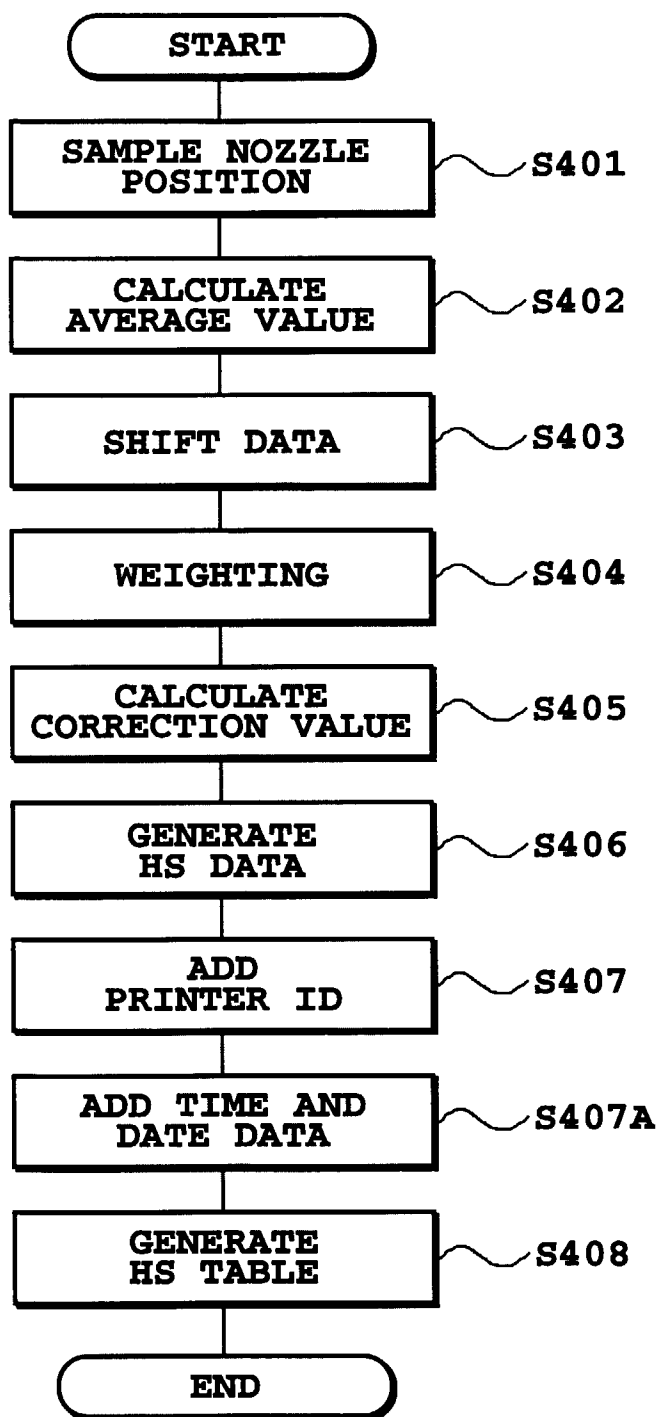 START
SAMPLE NOZZLE
POSITION
S401
CALCULATE
AVERAGE VALUE
S402
SHIFT DATA
S403
WEIGHTING
S404
CALCULATE
CORRECTION VALUE
S405
GENERATE
HS DATA
S406
ADD
PRINTER ID
S407
ADD TIME AND
DATE DATA
S407A
GENERATE
HS TABLE
S408
END